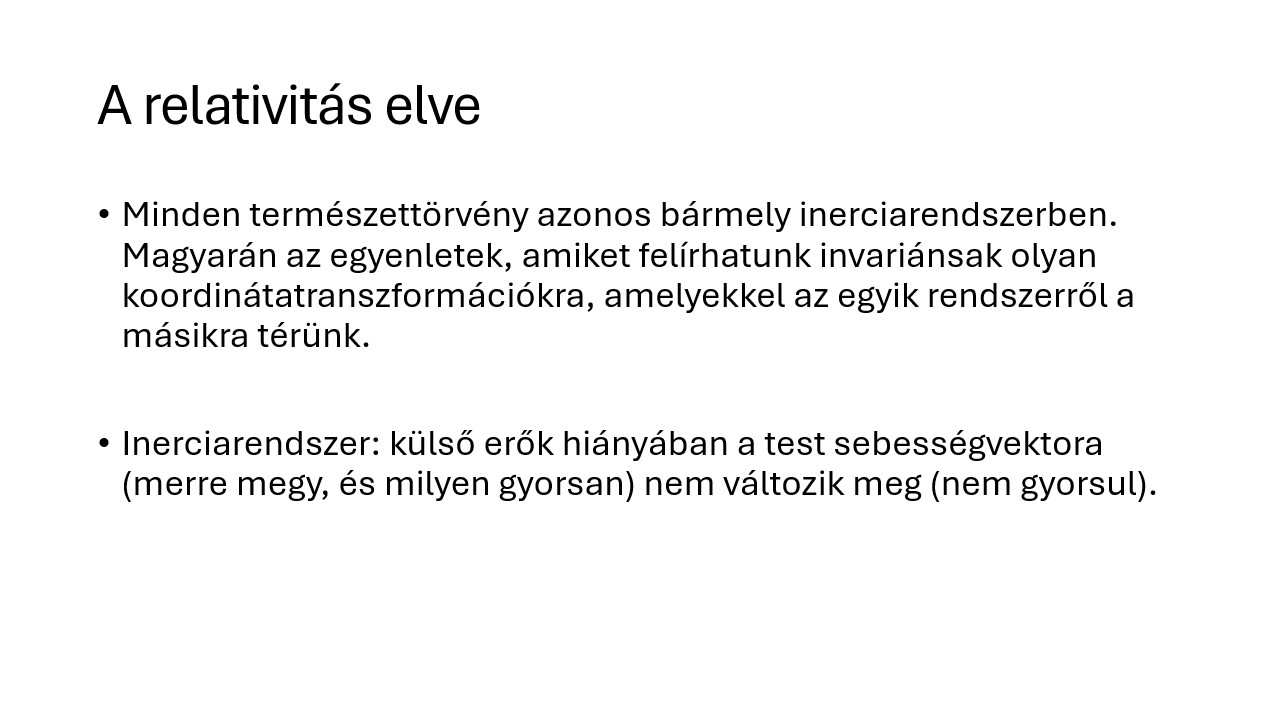 A relativitás elve
• Minden természettörvény azonos bármely inerciarendszerben.
Magyarán az egyenletek, amiket felírhatunk invariánsak olyan
koordinátatranszformációkra, amelyekkel az egyik rendszerről a
másikra térünk.
• Inerciarendszer: külső erők hiányában a test sebességvektora
(merre megy, és milyen gyorsan) nem változik meg (nem gyorsul).